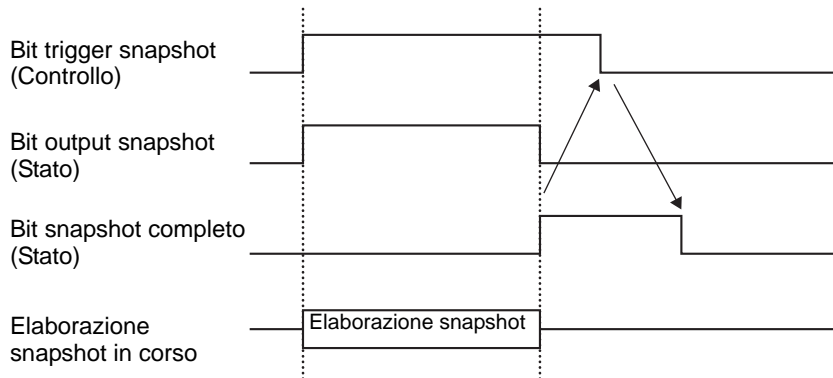 Bit trigger snapshot
(Controllo)
Bit output snapshot
(Stato)
Bit snapshot completo
(Stato)
Elaborazione
snapshot in corso
Elaborazione snapshot